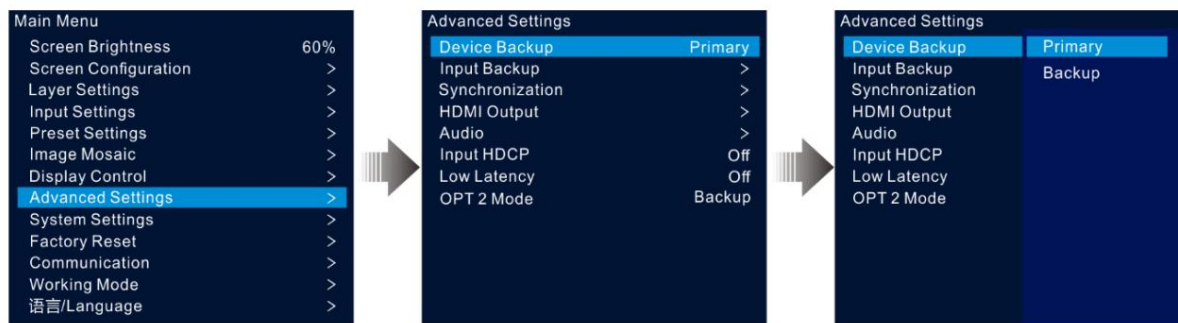 Main Menu
Screen Brightness 60%
Screen Configuration >
Layer Settings >
Input Settings >
Preset Settings >
Image Mosaic >
Display Control >
Advanced Settings >
System Settings >
Factory Reset >
Communication >
Working Mode >
语言/Language >
Advanced Settings
Device Backup Primary
Input Backup >
Synchronization >
HDMI Output >
Audio >
Input HDCP Off
Low Latency Off
OPT 2 Mode Backup
Advanced Settings
Device Backup Primary
Input Backup Backup
Synchronization
HDMI Output
Audio
Input HDCP
Low Latency
OPT 2 Mode